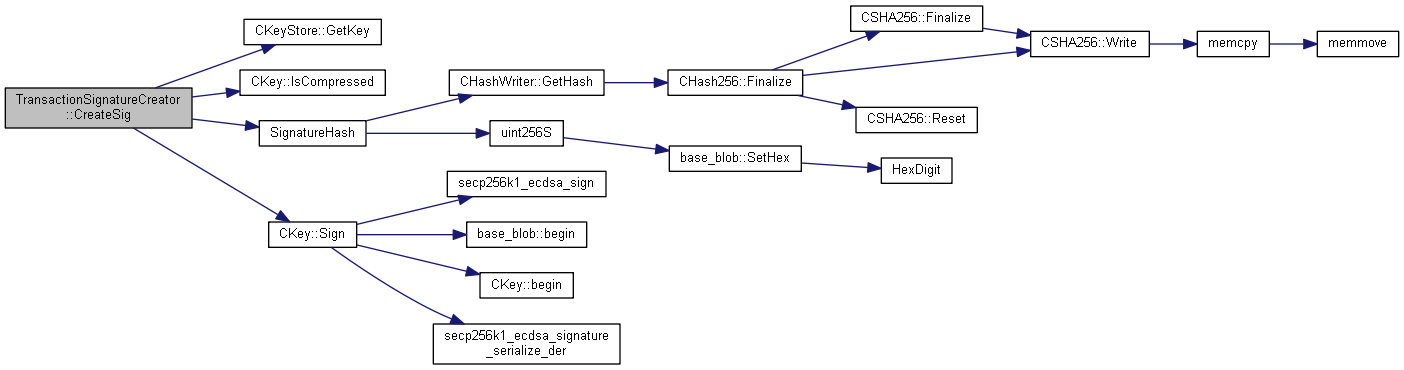 TransactionSignatureCreator
::CreateSig
CKeyStore::GetKey
CKey::IsCompressed
SignatureHash
CKey::Sign
CHashWriter::GetHash
uint256S
secp256k1_ecdsa_sign
base_blob::begin
CKey::begin
secp256k1_ecdsa_signature
_serialize_der
CHash256::Finalize
base_blob::SetHex
CSHA256::Finalize
CSHA256::Reset
HexDigit
CSHA256::Write
memcpy
memmove